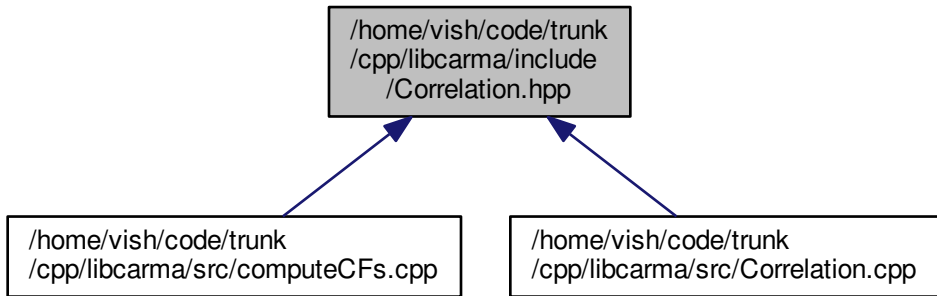 /home/vish/code/trunk
/cpp/libcarma/include
/Correlation.hpp
/home/vish/code/trunk
/cpp/libcarma/src/computeCFs.cpp
/home/vish/code/trunk
/cpp/libcarma/src/Correlation.cpp